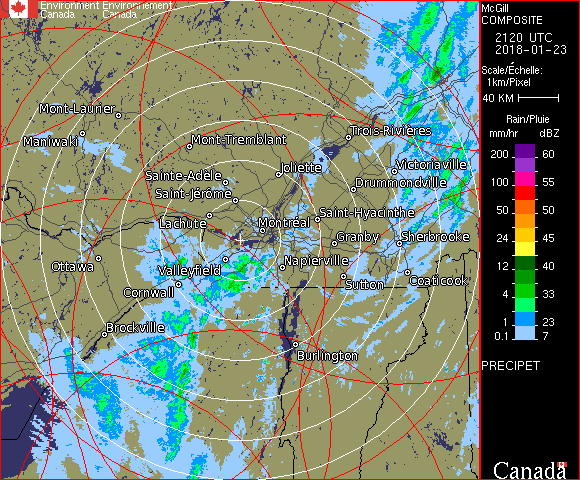 Environment Environnement
Canada Canada
Mont-Laurier
Maniwaki
Mont-Tremblant
Trois-Rivières
Sainte-Adèle
Joliette
Victoriaville
Saint-Jérôme
Drummondville
Lachute
Montréal
Saint-Hyacinthe
Granby
Sherbrooke
Ottawa
Valleyfield
Napierville
Cornwall
Sutton
Coaticook
Brockville
Burlington
McGill
COMPOSITE
2120 UTC
2018-01-23
Scale/Échelle:
1km/Pixel
40 KM
Rain/Pluie
mm/hr dBZ
200 60
100 55
50 50
24 45
12 40
4 33
1 23
0.1 7
PRECIPET
Canada